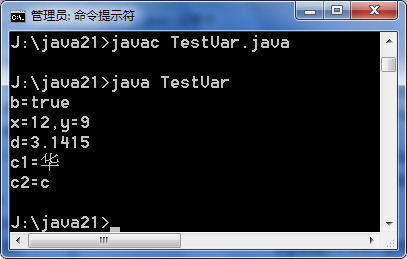 管理员: 命令提示符
J:\java21>javac TestVar.java
J:\java21>java TestVar
b=true
x=12,y=9
d=3.1415
c1=华
c2=c
J:\java21>_